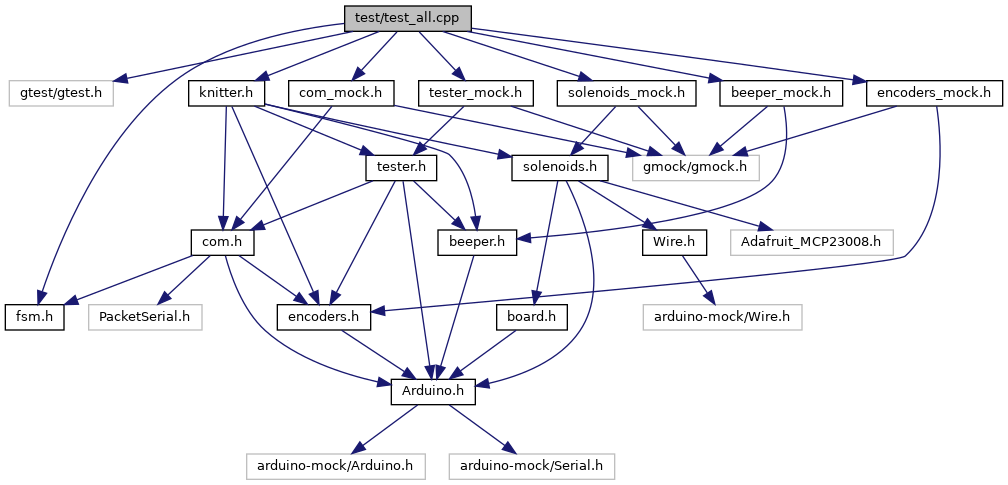 test/test_all.cpp
gtest/gtest.h
knitter.h
com_mock.h
tester_mock.h
solenoids_mock.h
beeper_mock.h
encoders_mock.h
tester.h
solenoids.h
gmock/gmock.h
com.h
beeper.h
Wire.h
Adafruit_MCP23008.h
fsm.h
PacketSerial.h
encoders.h
board.h
arduino-mock/Wire.h
Arduino.h
arduino-mock/Arduino.h
arduino-mock/Serial.h